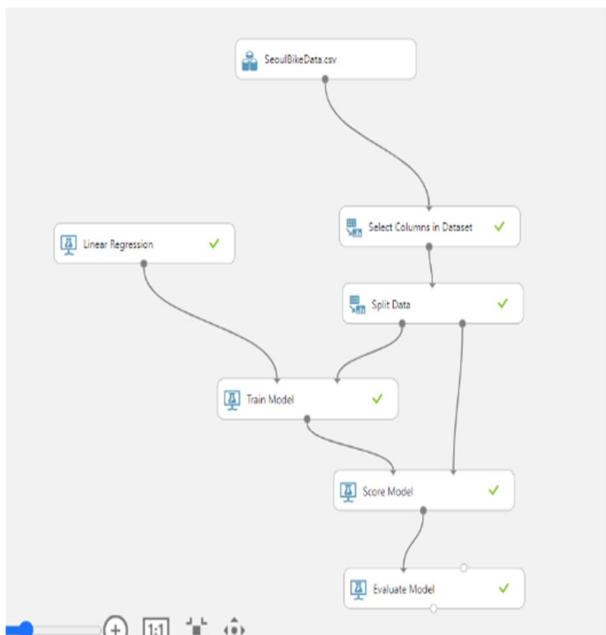 SeoulBikeData.csv
Select Columns in Dataset
Linear Regression
Split Data
Train Model
Score Model
Evaluate Model
1:1